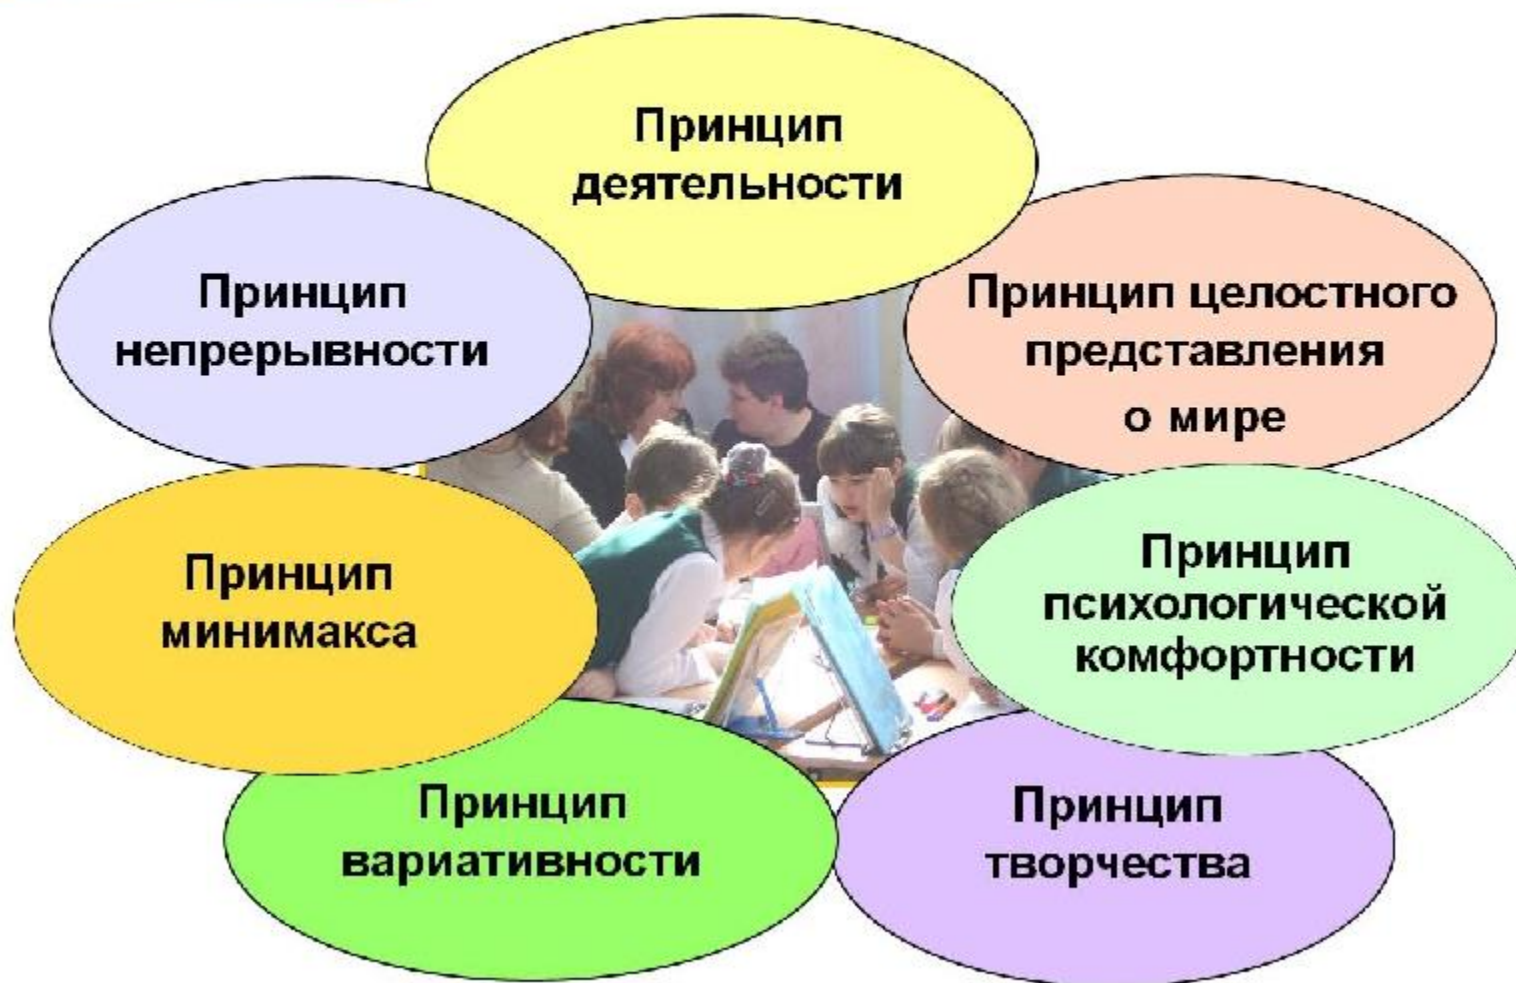 Принцип
деятельности
Принцип целостного
представления
о мире
Принцип
психологической
комфортности
Принцип
творчества
Принцип
вариативности
Принцип
минимакса
Принцип
непрерывности